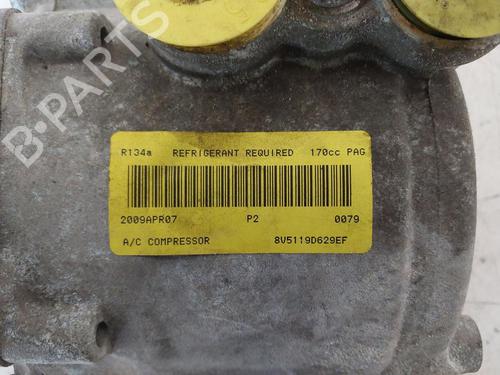 B-PARTS
R134a REFRIGERANT REQUIRED 170cc PAG
2009APR07 P2 0079
A/C COMPRESSOR 8V5119D629EF